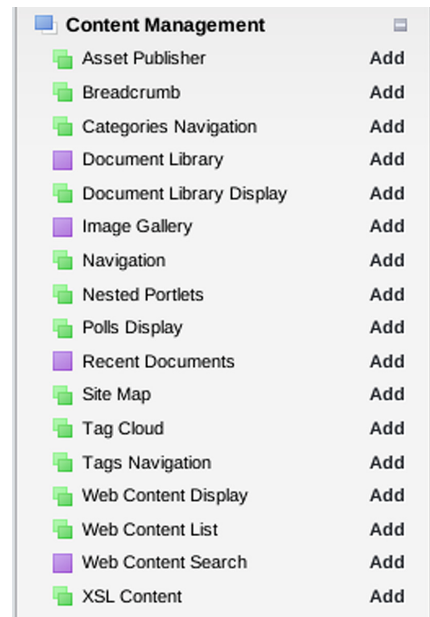 Content Management
Asset Publisher Add
Breadcrumb Add
Categories Navigation Add
Document Library Add
Document Library Display Add
Image Gallery Add
Navigation Add
Nested Portlets Add
Polls Display Add
Recent Documents Add
Site Map Add
Tag Cloud Add
Tags Navigation Add
Web Content Display Add
Web Content List Add
Web Content Search Add
XSL Content Add